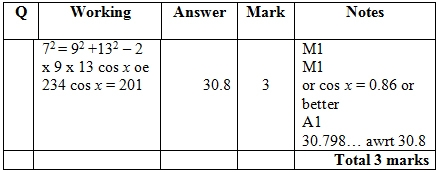 Q Working Answer Mark Notes
7² = 9² +13² – 2
x 9 x 13 cos x oe
234 cos x = 201
30.8
3
M1
M1
or cos x = 0.86 or
better
A1
30.798… awrt 30.8
Total 3 marks